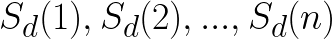 S_d(1), S_d(2), ..., S_d(n)